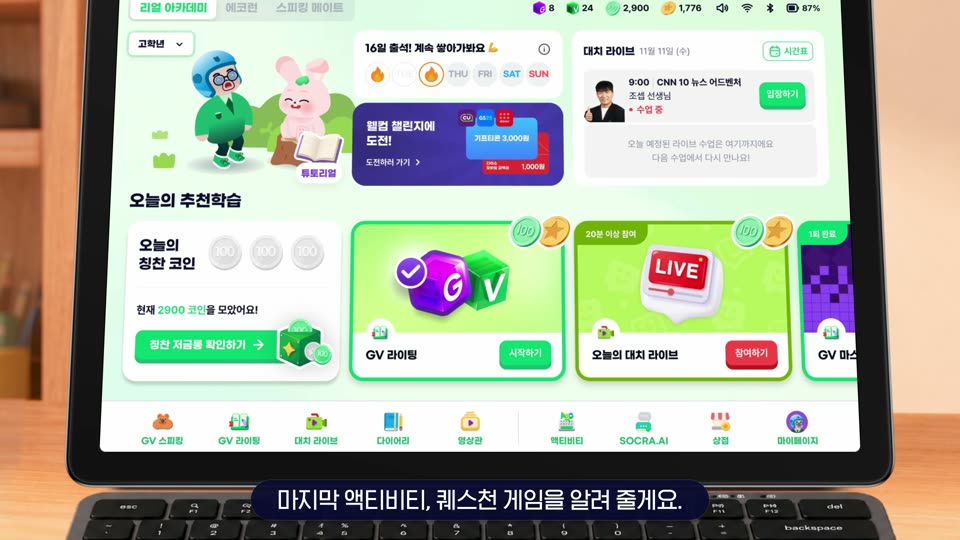 리얼 아카데미
에코런
스피킹 메이트
8
24
2,900
1,776
87%
고학년
16일 출석! 계속 쌓아가봐요
TUE
THU
FRI
SAT
SUN
웰컴 챌린지에
도전!
도전하러 가기
CU
기프티콘 3,000원
1,000원
튜토리얼
대치 라이브 11월 11일 (수)
시간표
9:00 CNN 10 뉴스 어드벤처
조셉 선생님
수업 중
입장하기
오늘 예정된 라이브 수업은 여기까지에요
다음 수업에서 다시 만나요!
오늘의 추천학습
오늘의
칭찬 코인
100
100
100
현재 2900 코인을 모았어요!
칭찬 저금통 확인하기
100
G V
100
GV 라이팅
시작하기
20분 이상 참여
100
LIVE
오늘의 대치 라이브
참여하기
1회 완료
GV 마스
GV 스피킹
GV 라이팅
대치 라이브
다이어리
영상관
액티비티
SOCRA.AI
상점
마이페이지
마지막 액티비티, 퀘스천 게임을 알려 줄게요.
esc
F1
F2
F11
F12
del
backspace